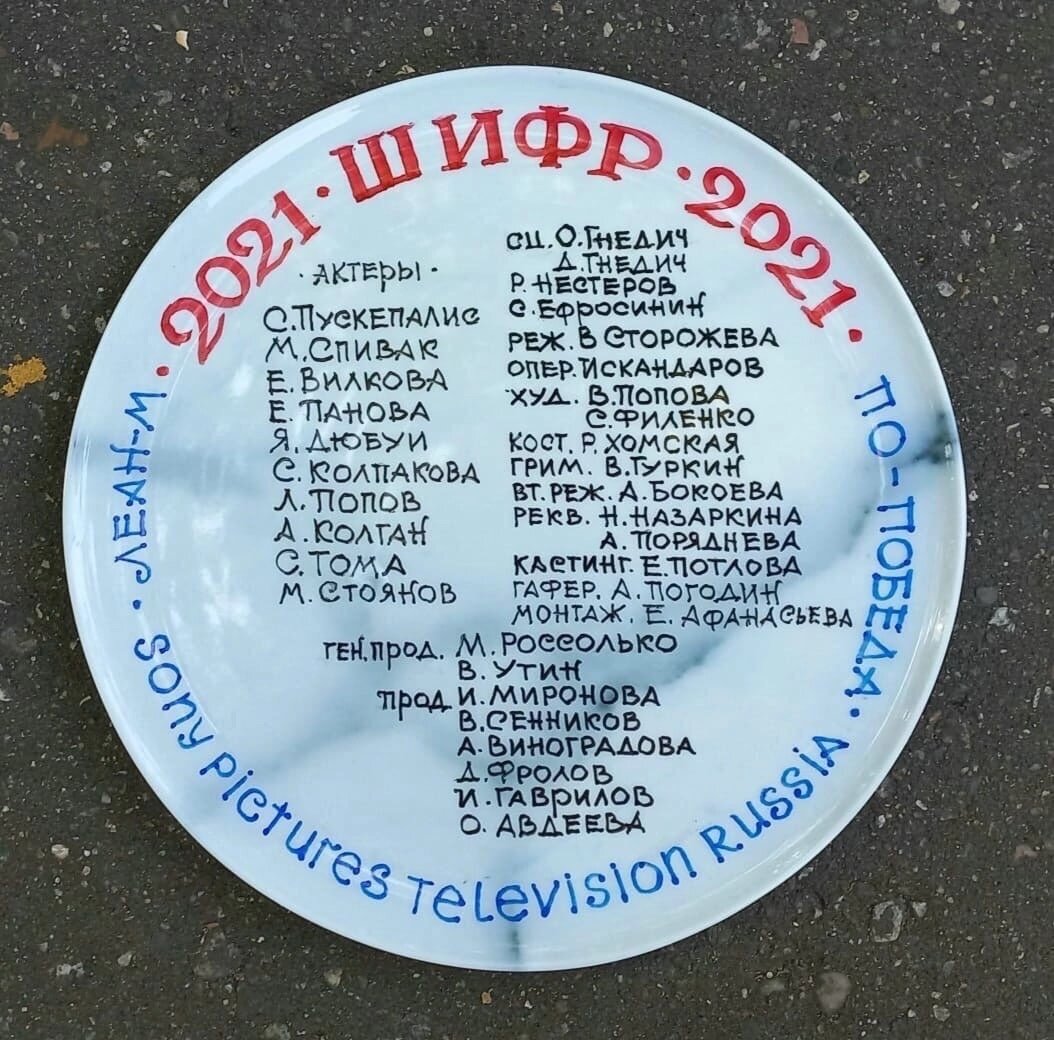 · 2021 · ШИФР · 2021 ·
· АКТЕРЫ ·
С.ПУСКЕПАЛИС
М.СПИВАК
Е.ВИЛКОВА
Е.ПАНОВА
Я.ДЮБУИ
С.КОЛПАКОВА
Л.ПОПОВ
А.КОЛГАН
С.ТОМА
М.СТОЯНОВ
СЦ. О.ГНЕДИЧ
Д.ГНЕДИЧ
Р.НЕСТЕРОВ
С.ЕФРОСИНИН
РЕЖ. В СТОРОЖЕВА
ОПЕР. ИСКАНДАРОВ
ХУД. В.ПОПОВА
С.ФИЛЕНКО
КОСТ. Р.ХОМСКАЯ
ГРИМ. В.ГУРКИН
ВТ.РЕЖ. А.БОКОЕВА
РЕКВ. Н.НАЗАРКИНА
А.ПОРЯДНЕВА
КАСТИНГ. Е.ПОТЛОВА
ГАФЕР. А.ПОГОДИН
МОНТАЖ. Е.АФАНАСЬЕВА
ГЕН.ПРОД. М.РОССОЛЬКО
В.УТИН
ПРОД. И.МИРОНОВА
В.СЕННИКОВ
А.ВИНОГРАДОВА
Д.ФРОЛОВ
И.ГАВРИЛОВ
О.АВДЕЕВА
ЛЕАН-М · Sony Pictures Television Russia · ПО-ПОБЕДА